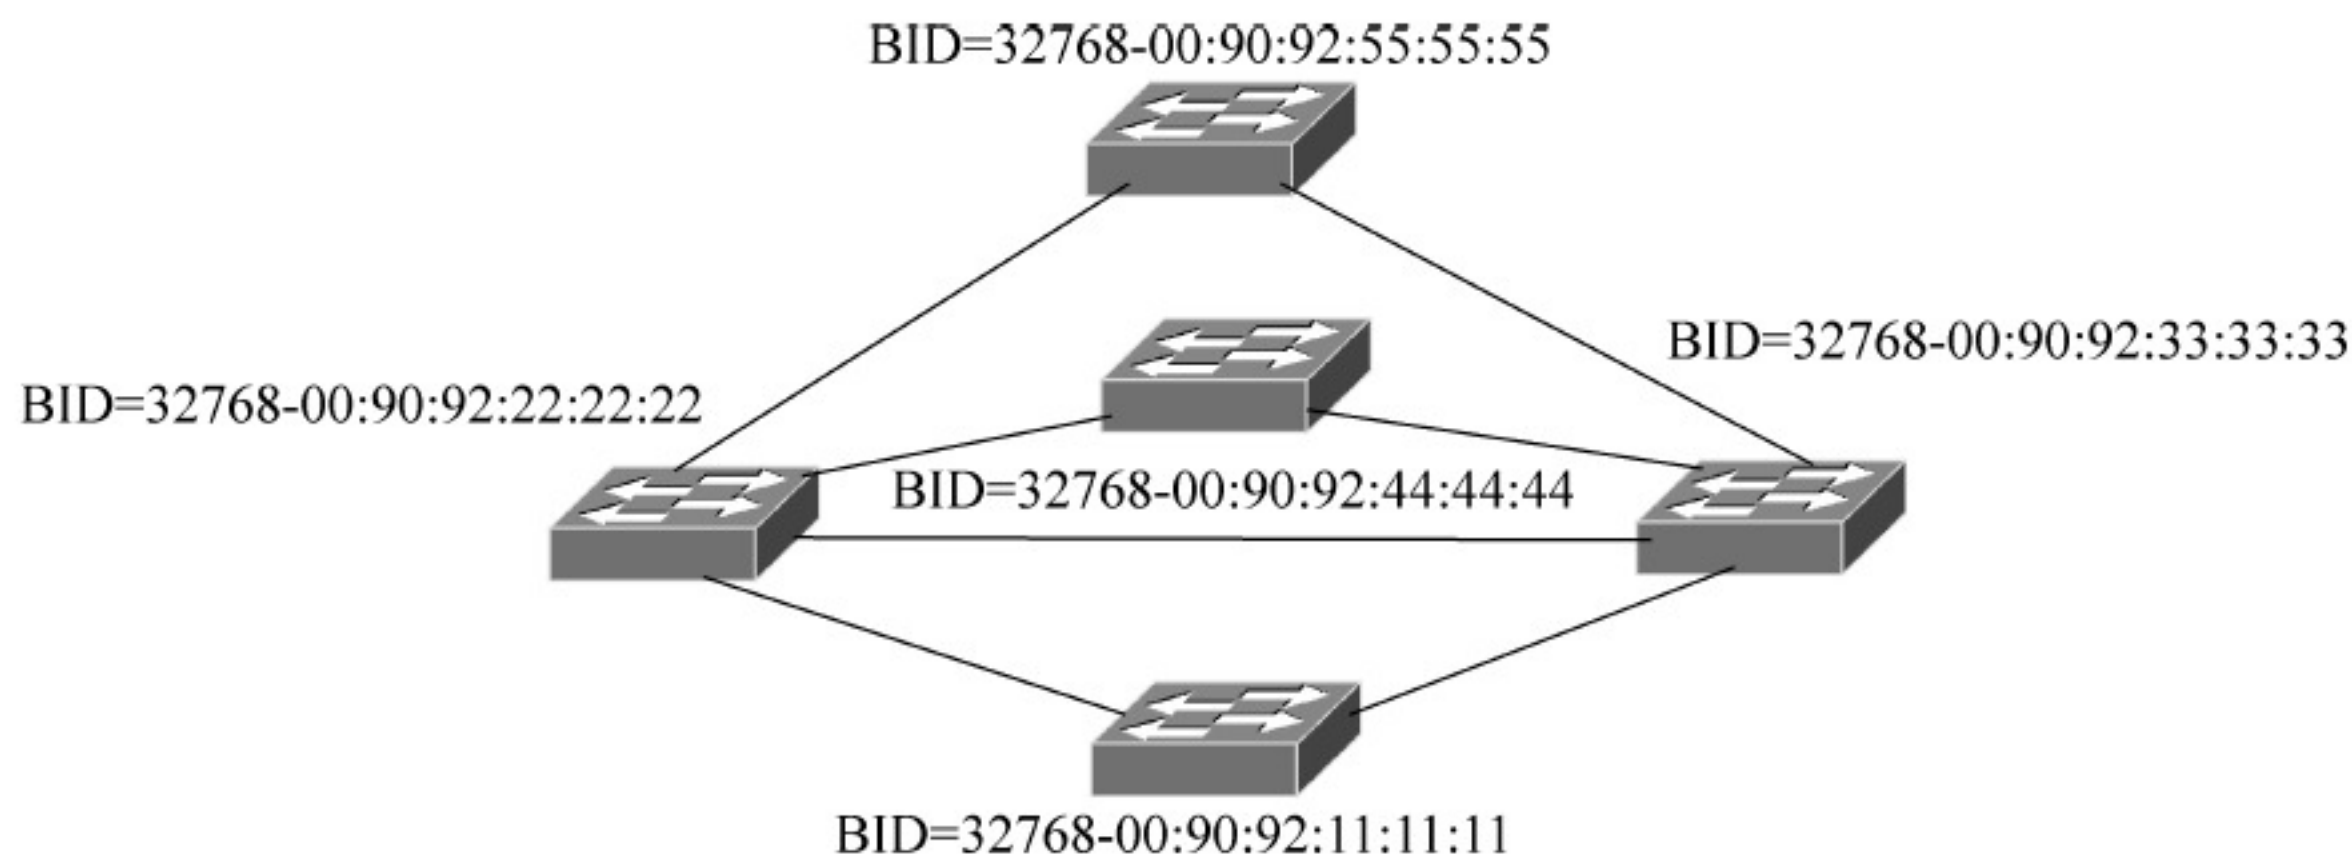 BID=32768-00:90:92:55:55:55
BID=32768-00:90:92:33:33:33
BID=32768-00:90:92:22:22:22
BID=32768-00:90:92:44:44:44
BID=32768-00:90:92:11:11:11